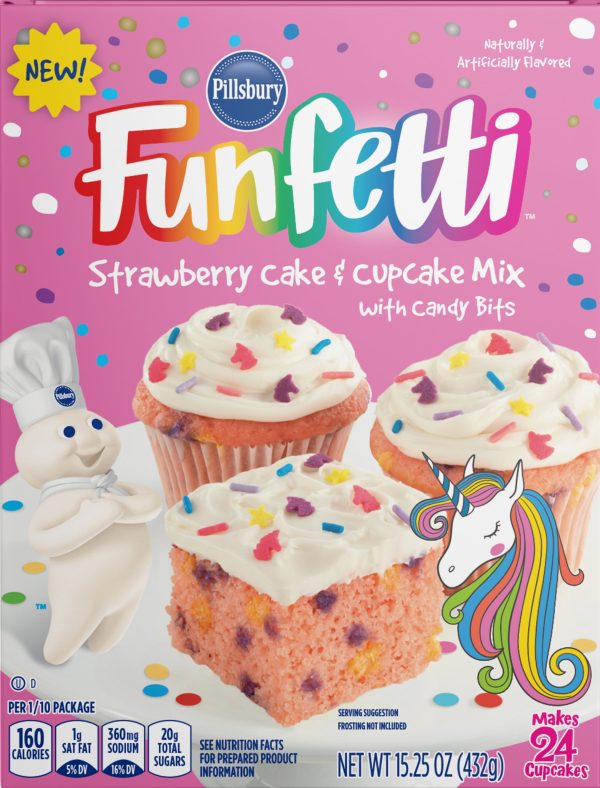 NEW!
Naturally &
Artificially Flavored
Pillsbury
Funfetti™
Strawberry Cake & Cupcake Mix
with Candy Bits
Pillsbury
TM
Ⓤ D
PER 1/10 PACKAGE
160
CALORIES
1g
SAT FAT
5% DV
360mg
SODIUM
16% DV
20g
TOTAL
SUGARS
SEE NUTRITION FACTS
FOR PREPARED PRODUCT
INFORMATION
SERVING SUGGESTION
FROSTING NOT INCLUDED
NET WT 15.25 OZ (432g)
Makes
24
Cupcakes